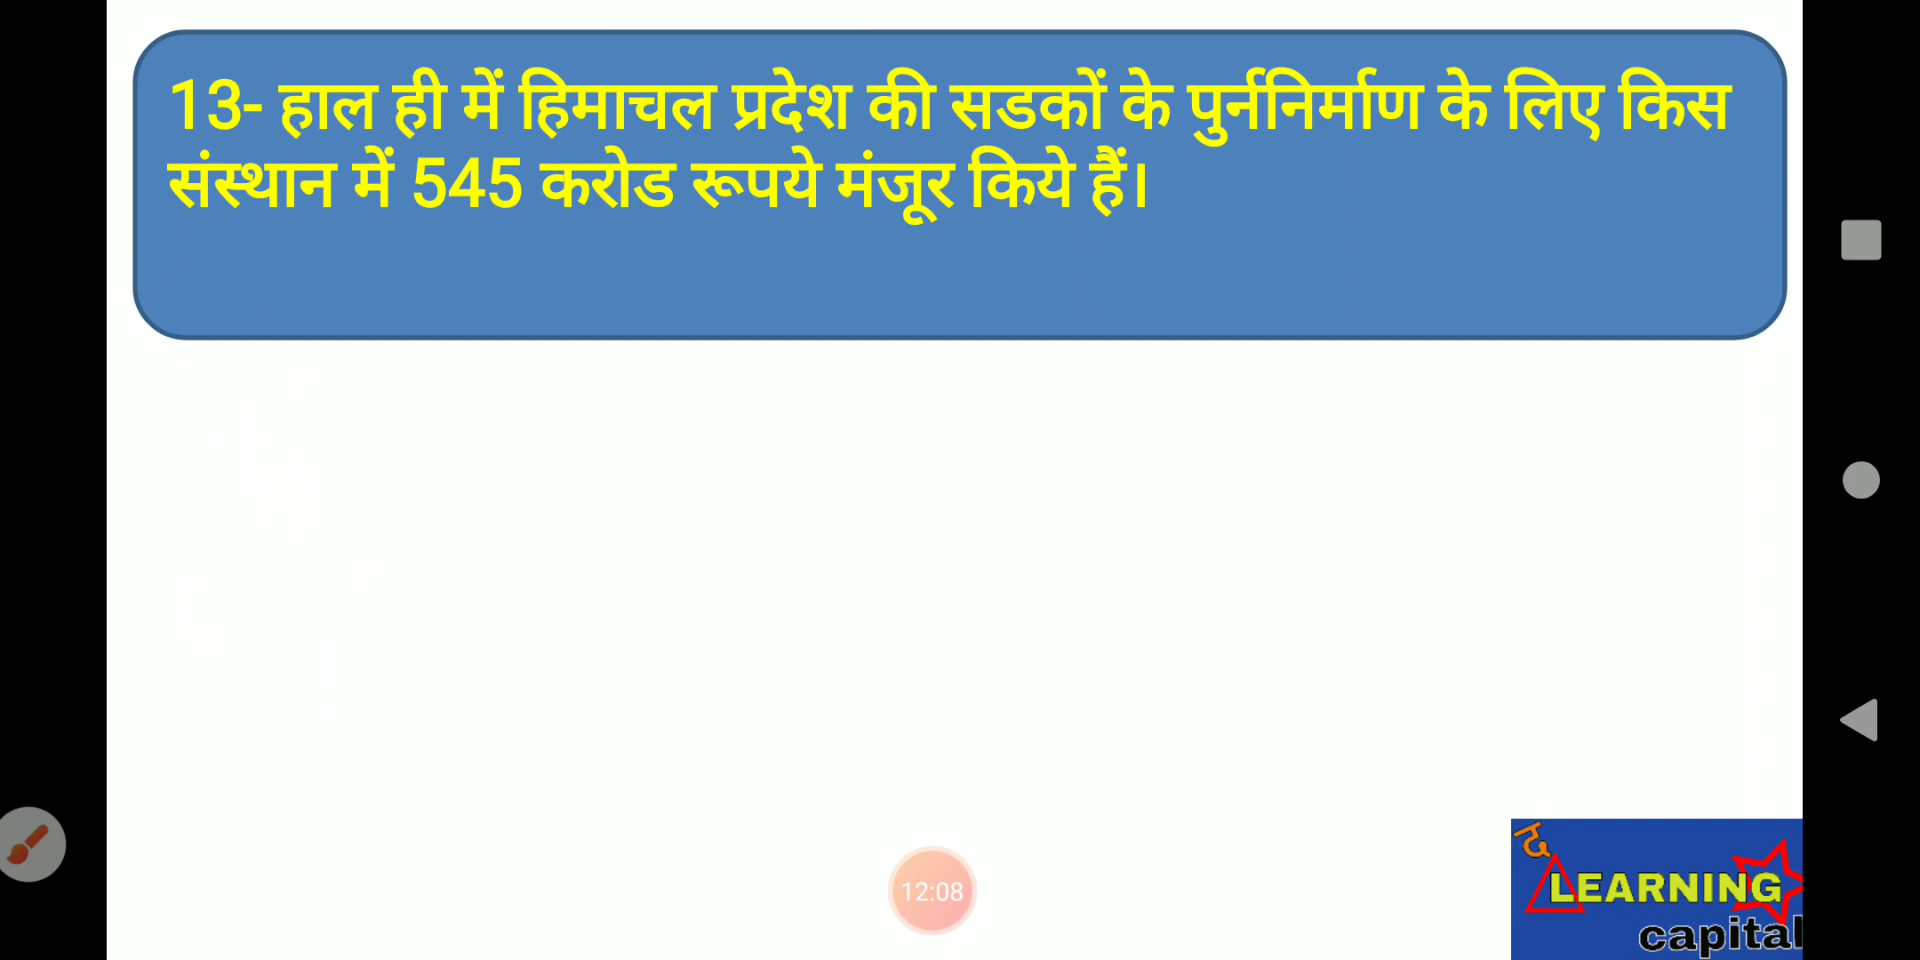 13- हाल ही में हिमाचल प्रदेश की सडकों के पुर्ननिर्माण के लिए किस
संस्थान में 545 करोड रूपये मंजूर किये हैं।
12:08
द
LEARNING
capital